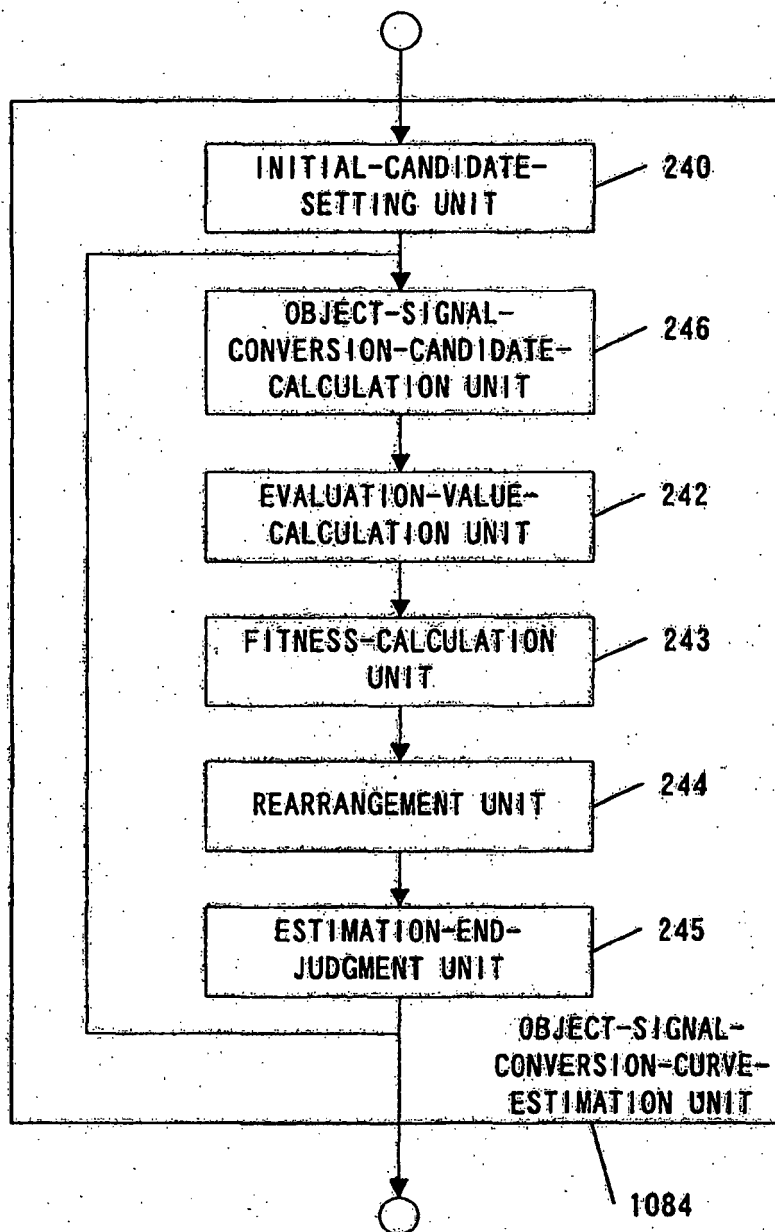 INITIAL-CANDIDATE-
SETTING UNIT
240
OBJECT-SIGNAL-
CONVERSION-CANDIDATE-
CALCULATION UNIT
246
EVALUATION-VALUE-
CALCULATION UNIT
242
FITNESS-CALCULATION
UNIT
243
REARRANGEMENT UNIT
244
ESTIMATION-END-
JUDGMENT UNIT
245
OBJECT-SIGNAL-
CONVERSION-CURVE-
ESTIMATION UNIT
1084